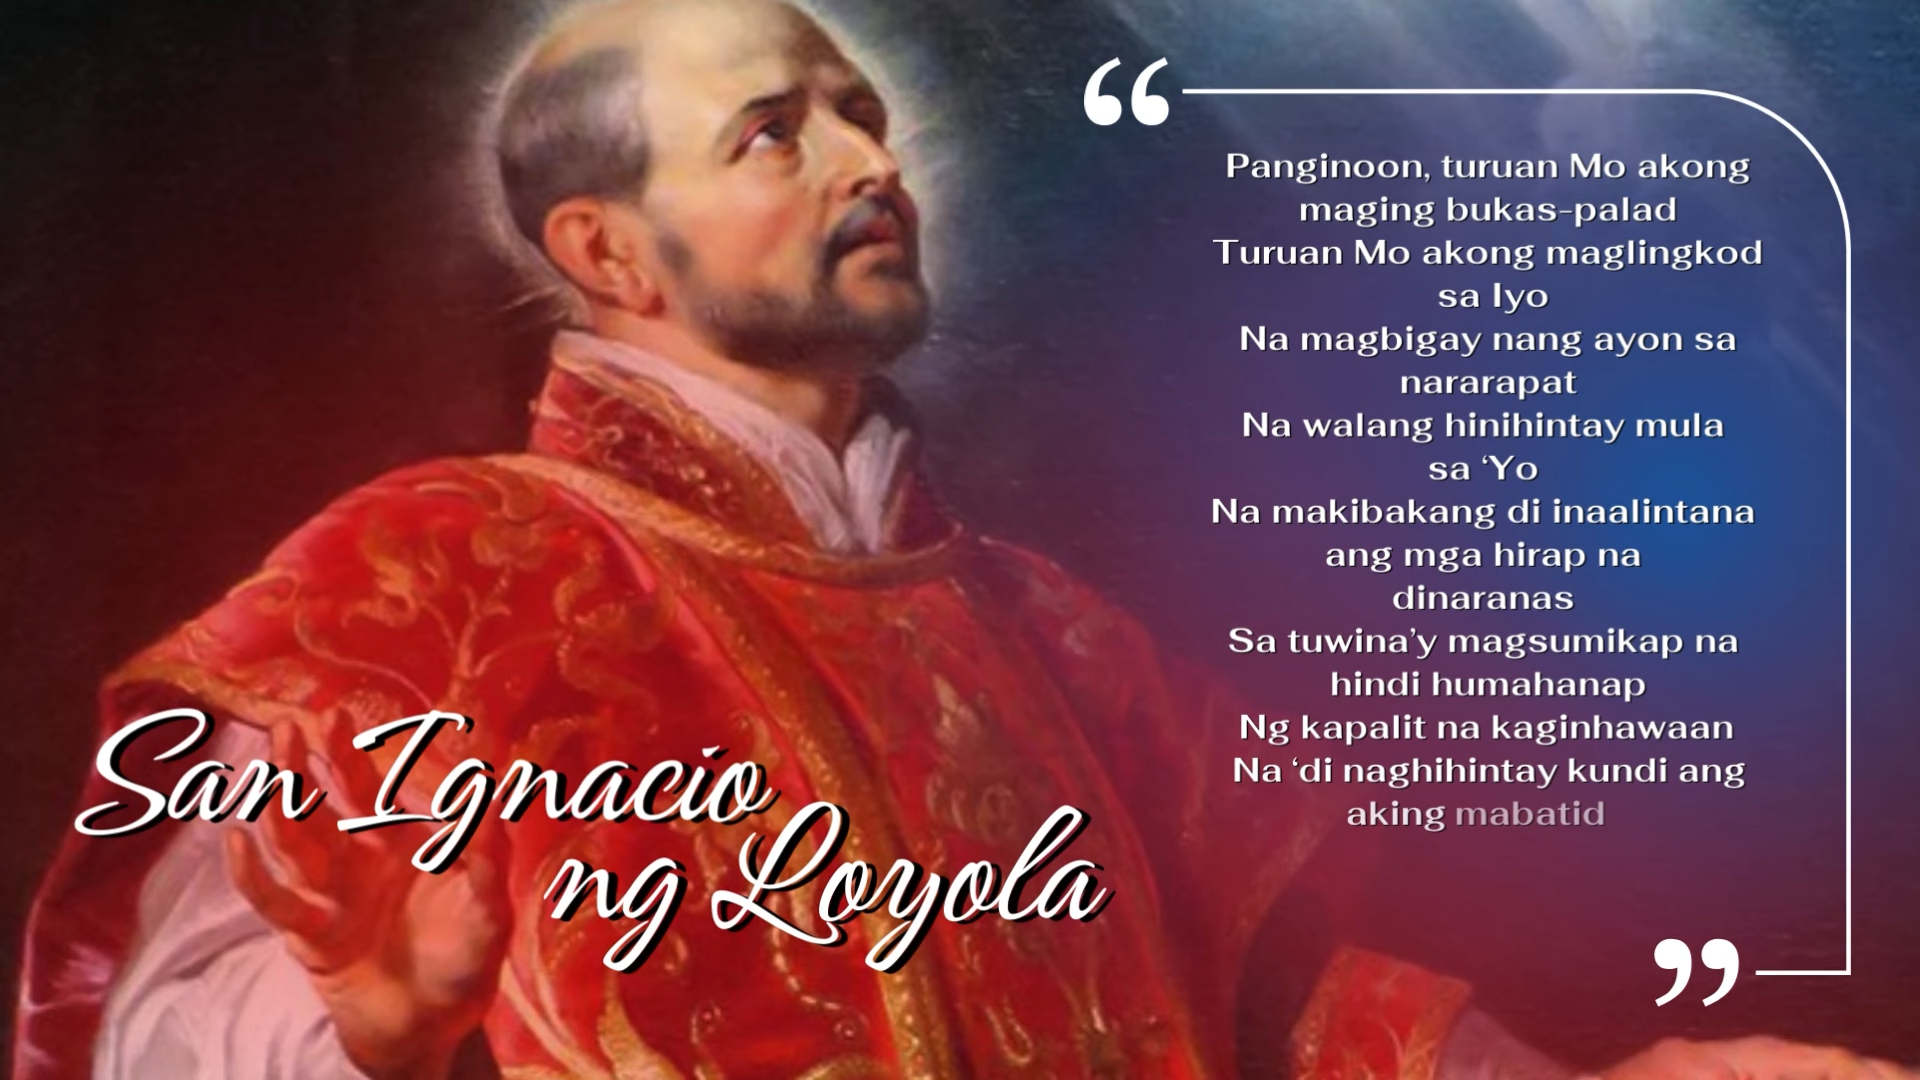 “
Panginoon, turuan Mo akong
maging bukas-palad
Turuan Mo akong maglingkod
sa Iyo
Na magbigay nang ayon sa
nararapat
Na walang hinihintay mula
sa ‘Yo
Na makibakang di inaalintana
ang mga hirap na
dinaranas
Sa tuwina’y magsumikap na
hindi humahanap
Ng kapalit na kaginhawaan
Na ‘di naghihintay kundi ang
aking mabatid
”
San Ignacio
ng Loyola